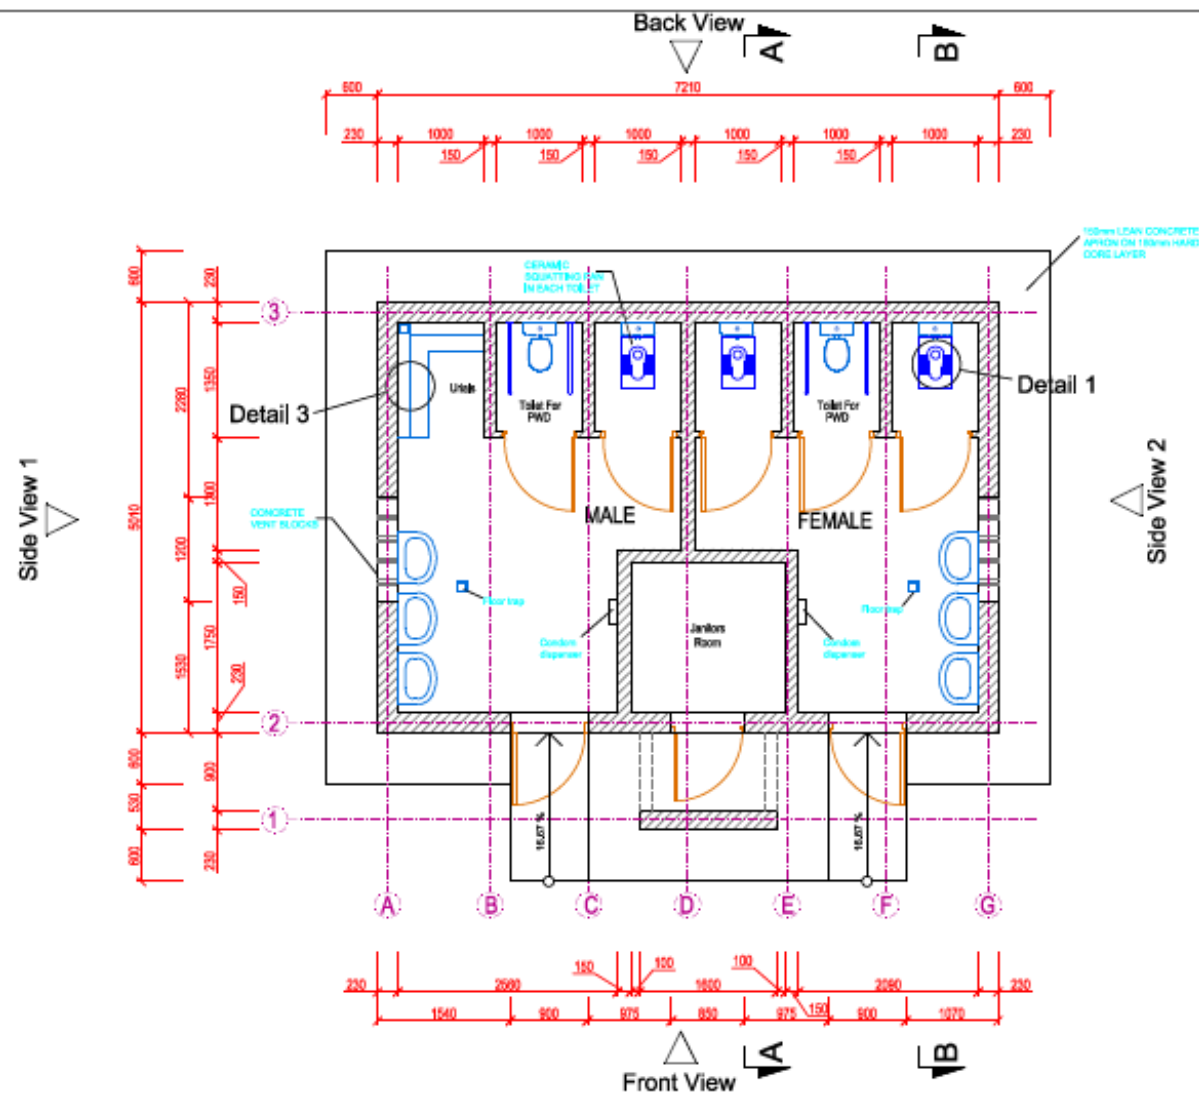 Back View
A
B
600
7210
600
230
1000
1000
1000
1000
1000
1000
230
150
150
150
150
150
150mm LEAN CONCRETE
APRON ON 150mm HARD
CORE LAYER
CERAMIC
SQUATTING PAN
IN EACH TOILET
600
230
3
1350
2280
Urials
Toilet For
PWD
Toilet For
PWD
Detail 3
Detail 1
Side View 1
Side View 2
5010
1300
CONCRETE
VENT BLOCKS
MALE
FEMALE
1200
150
Floor trap
Floor trap
1750
1530
Condom
dispenser
Janitors
Room
Condom
dispenser
230
2
600
900
530
1
16.67 %
16.67 %
600
230
A
B
C
D
E
F
G
230
2560
150
100
1600
100
150
2090
230
1540
900
975
850
975
900
1070
Front View
A
B